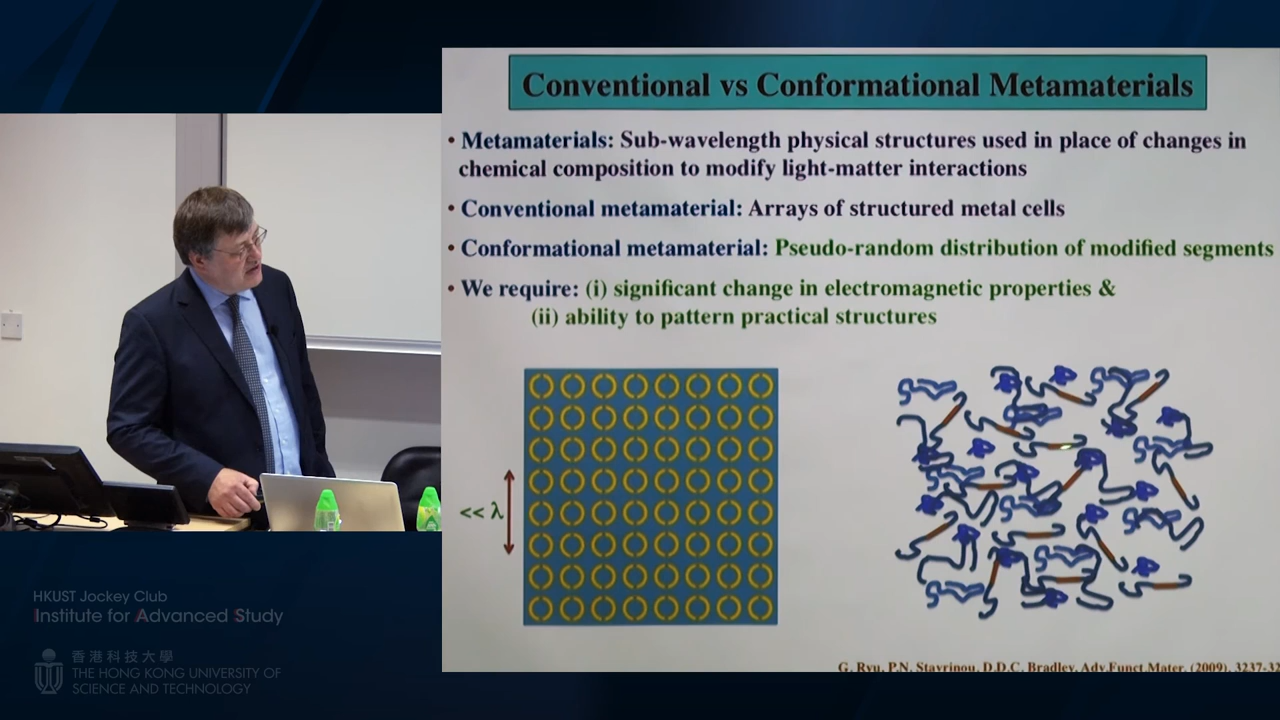 Conventional vs Conformational Metamaterials
• Metamaterials: Sub-wavelength physical structures used in place of changes in
chemical composition to modify light-matter interactions
• Conventional metamaterial: Arrays of structured metal cells
• Conformational metamaterial: Pseudo-random distribution of modified segments
• We require: (i) significant change in electromagnetic properties &
(ii) ability to pattern practical structures
<< λ
G. Ryu, P.N. Stavrinou, D.D.C. Bradley, Adv.Funct.Mater. (2009), 3237-
HKUST Jockey Club
Institute for Advanced Study
香港科技大學
THE HONG KONG UNIVERSITY OF
SCIENCE AND TECHNOLOGY